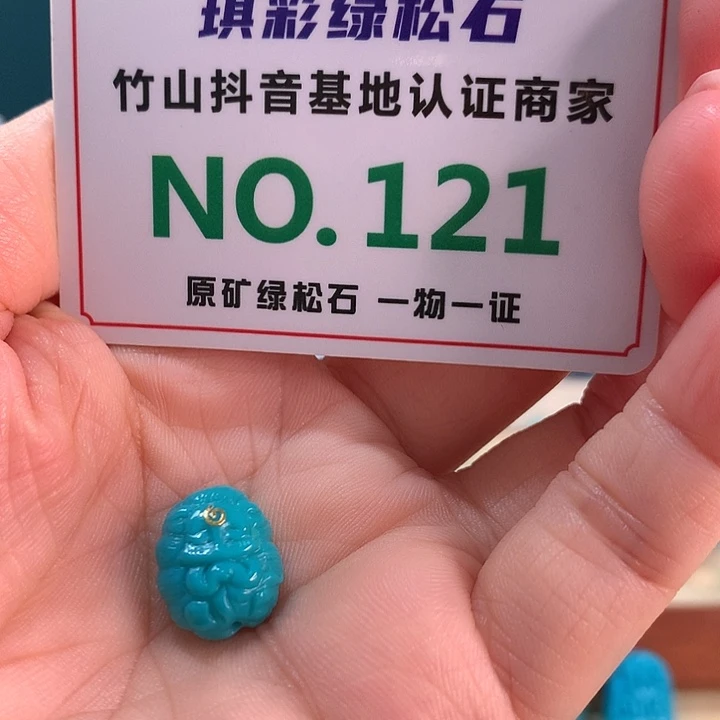 琪彩绿松石
竹山抖音基地认证商家
NO.121
原矿绿松石 一物一证